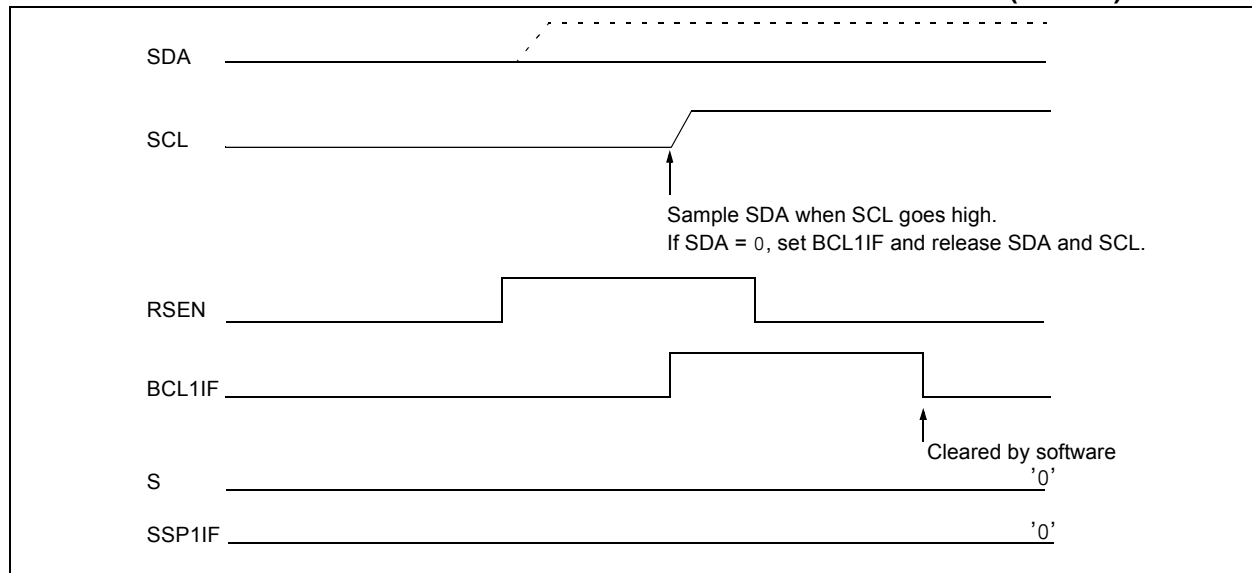 SDA
SCL
Sample SDA when SCL goes high.
If SDA = 0, set BCL1IF and release SDA and SCL.
RSEN
BCL1IF
Cleared by software
S
'0'
SSP1IF
'0'